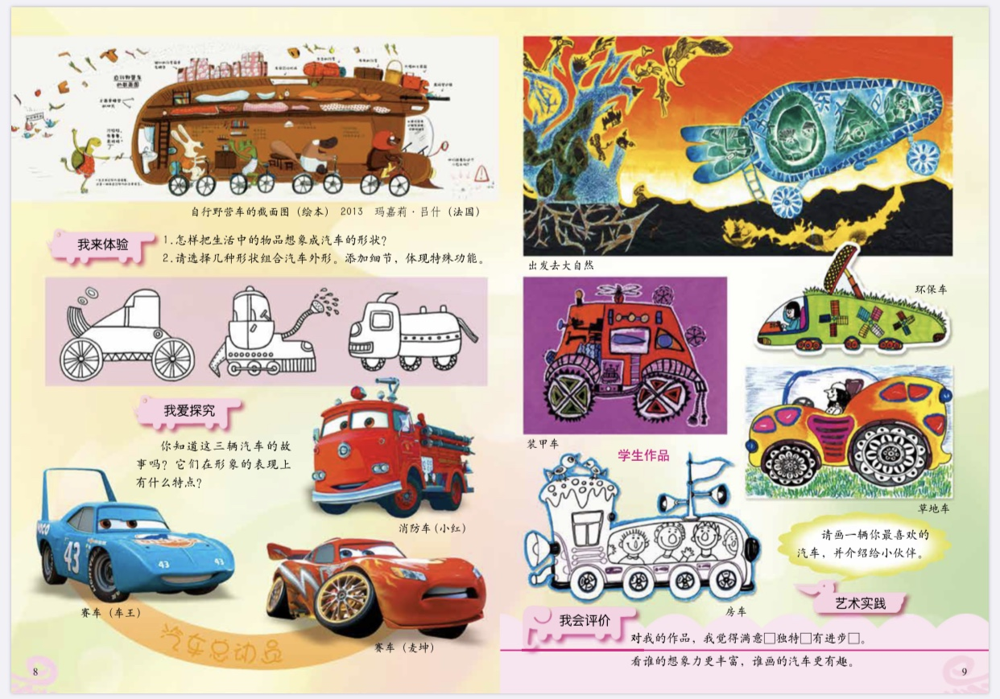 自行野营车
的截面图
自行野营车的截面图（绘本） 2013 玛嘉莉·吕什（法国）
我来体验
1.怎样把生活中的物品想象成汽车的形状？
2.请选择几种形状组合汽车外形。添加细节，体现特殊功能。
我爱探究
你知道这三辆汽车的故
事吗？它们在形象的表现上
有什么特点？
消防车（小红）
43
43
43
赛车（车王）
赛车（麦坤）
汽车总动员
8
出发去大自然
环保车
装甲车
学生作品
草地车
请画一辆你最喜欢的
汽车，并介绍给小伙伴。
艺术实践
房车
我会评价
对我的作品，我觉得满意□独特□有进步□。
看谁的想象力更丰富，谁画的汽车更有趣。
9